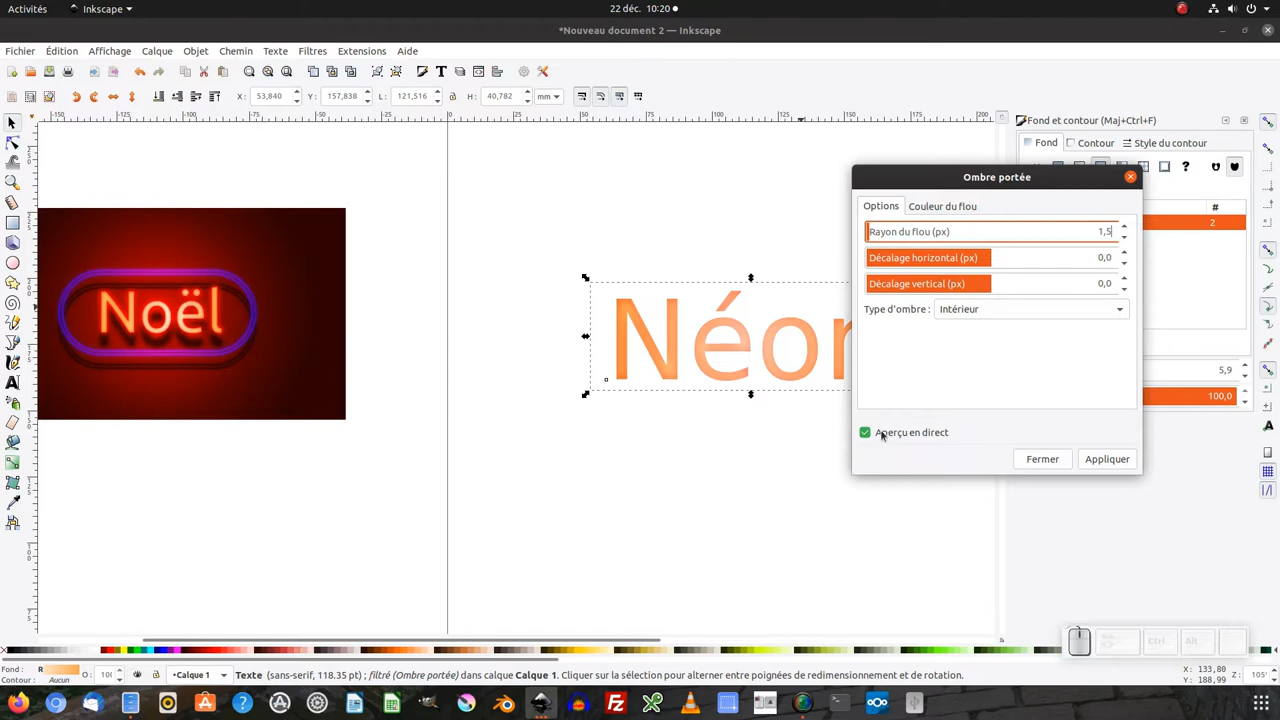 Activités
Inkscape
22 déc. 10:20
*Nouveau document 2 — Inkscape
Fichier Édition Affichage Calque Objet Chemin Texte Filtres Extensions Aide
X: 53,840 Y: 157,838 L: 121,516 H: 40,782 mm
Fond et contour (Maj+Ctrl+F)
Fond Contour Style du contour
#
2
5,9
100,0
Ombre portée
Options Couleur du flou
Rayon du flou (px) 1,5
Décalage horizontal (px) 0,0
Décalage vertical (px) 0,0
Type d'ombre : Intérieur
Aperçu en direct
Fermer Appliquer
Noël
Néon
Ctrl Alt
Fond :
Contour : Aucun
R
O: 100
•Calque 1
Texte (sans-serif, 118.35 pt) ; filtré (Ombre portée) dans calque Calque 1. Cliquer sur la sélection pour alterner entre poignées de redimensionnement et de rotation.
X: 133,80
Y: 188,99
Z: 105